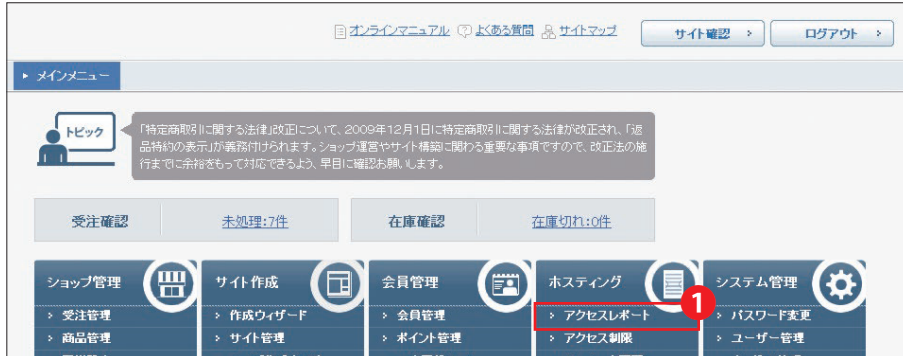 オンラインマニュアル よくある質問 サイトマップ サイト確認 ログアウト
メインメニュー
トピック
「特定商取引に関する法律」改正について、2009年12月1日に特定商取引に関する法律が改正され、「返
品特約の表示」が義務付けられます。ショップ運営やサイト構築に関わる重要な事項ですので、改正法の施
行までに余裕をもって対応できるよう、早目に確認お願いします。
受注確認 未処理:7件 在庫確認 在庫切れ:0件
ショップ管理 サイト作成 会員管理 ホスティング システム管理
1
受注管理 作成ウィザード 会員管理 アクセスレポート パスワード変更
商品管理 サイト管理 ポイント管理 アクセス制限 ユーザー管理